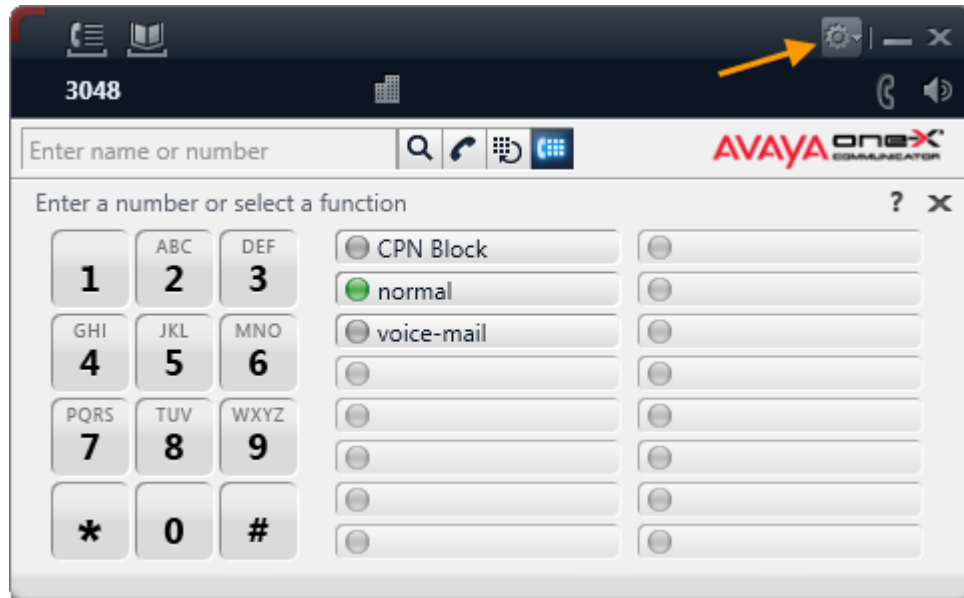 3048
Enter name or number
AVAYA one-X
COMMUNICATOR
Enter a number or select a function ?
1
ABC
2
DEF
3
CPN Block
normal
GHI
4
JKL
5
MNO
6
voice-mail
PQRS
7
TUV
8
WXYZ
9
*
0
#